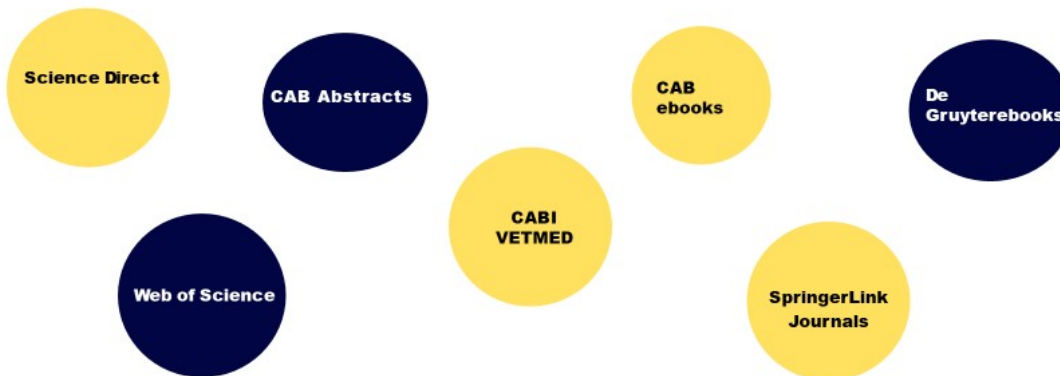 Science Direct
CAB Abstracts
CAB
ebooks
De
Gruyterebooks
CABI
VETMED
Web of Science
SpringerLink
Journals